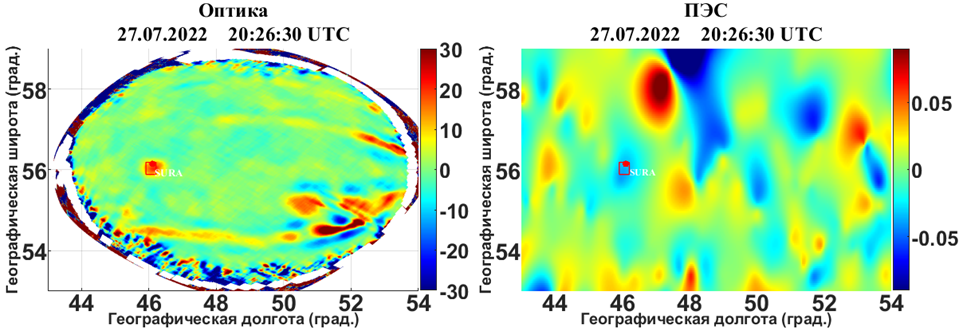 Оптика
27.07.2022 20:26:30 UTC
Географическая широта (град.)
58
56
54
44 46 48 50 52 54
Географическая долгота (град.)
SURA
30
20
10
0
-10
-20
-30
ПЭС
27.07.2022 20:26:30 UTC
Географическая широта (град.)
58
56
54
44 46 48 50 52 54
Географическая долгота (град.)
SURA
0.05
0
-0.05